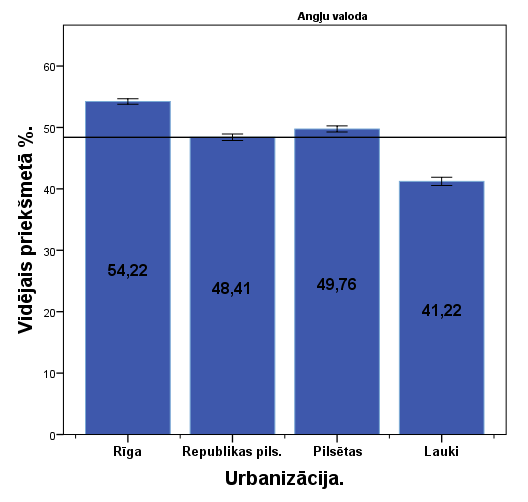 Angļu valoda
Vidējais priekšmetā %.
60
50
40
30
20
10
0
54,22
48,41
49,76
41,22
Rīga
Republikas pils.
Pilsētas
Lauki
Urbanizācija.